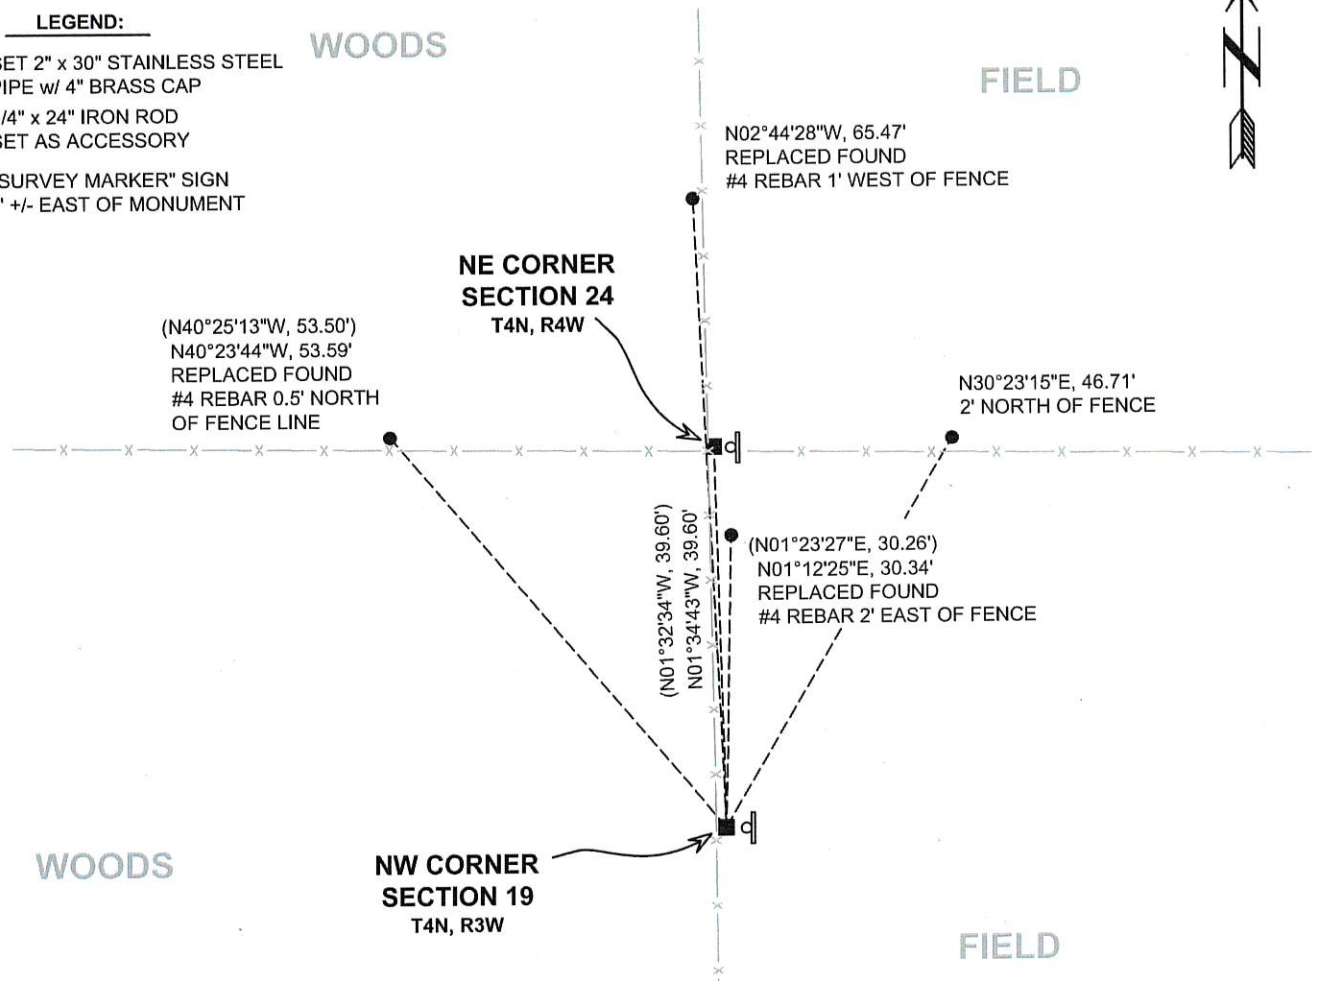 LEGEND:
SET 2" x 30" STAINLESS STEEL
PIPE w/ 4" BRASS CAP
/4" x 24" IRON ROD
SET AS ACCESSORY
SURVEY MARKER" SIGN
' +/- EAST OF MONUMENT
WOODS
FIELD
N
N02°44'28"W, 65.47'
REPLACED FOUND
#4 REBAR 1' WEST OF FENCE
NE CORNER
SECTION 24
T4N, R4W
(N40°25'13"W, 53.50')
N40°23'44"W, 53.59'
REPLACED FOUND
#4 REBAR 0.5' NORTH
OF FENCE LINE
N30°23'15"E, 46.71'
2' NORTH OF FENCE
(N01°32'34"W, 39.60')
N01°34'43"W, 39.60'
(N01°23'27"E, 30.26')
N01°12'25"E, 30.34'
REPLACED FOUND
#4 REBAR 2' EAST OF FENCE
WOODS
NW CORNER
SECTION 19
T4N, R3W
FIELD